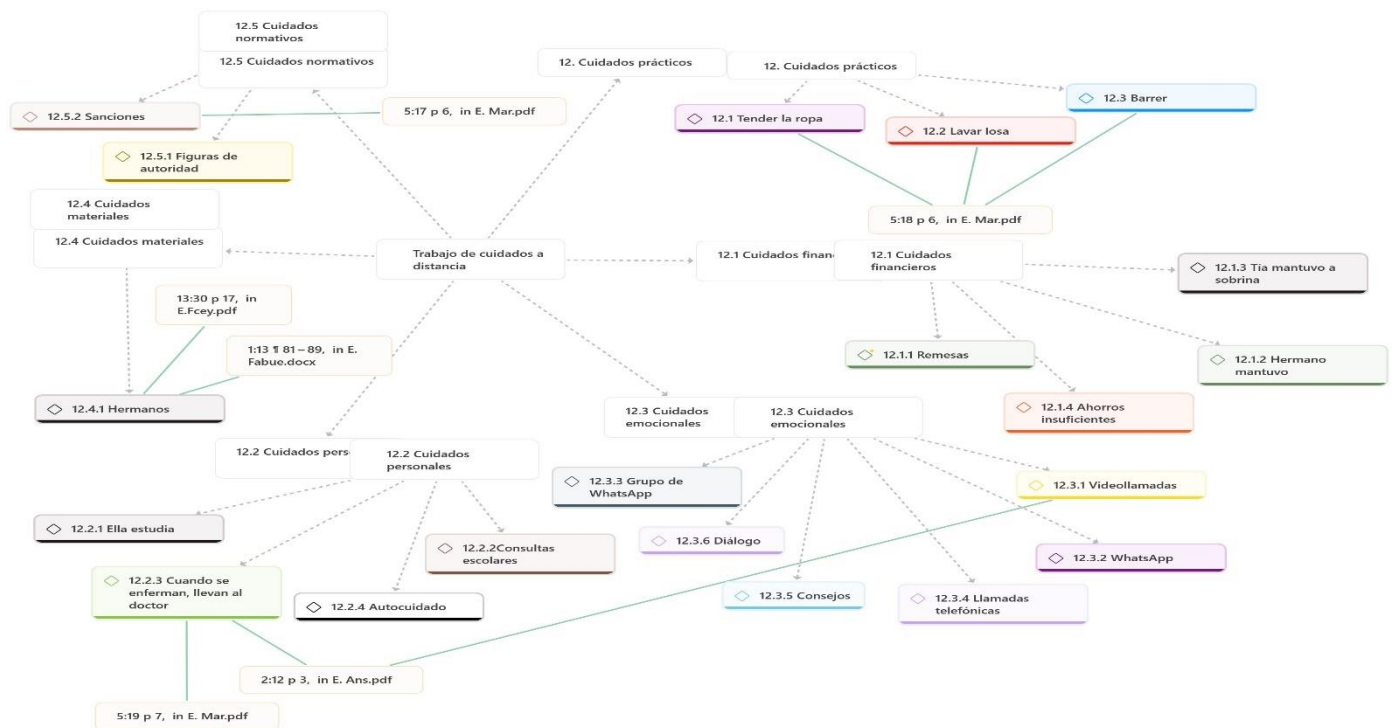 12.5 Cuidados
normativos
12.5 Cuidados normativos
12. Cuidados prácticos
12. Cuidados prácticos
12.5.2 Sanciones
5:17 p 6, in E. Mar.pdf
12.1 Tender la ropa
12.2 Lavar losa
12.3 Barrer
12.5.1 Figuras de
autoridad
12.4 Cuidados
materiales
12.4 Cuidados materiales
5:18 p 6, in E. Mar.pdf
Trabajo de cuidados a
distancia
12.1 Cuidados finan
12.1 Cuidados
financieros
12.1.3 Tía mantuvo a
sobrina
13:30 p 17, in
E.Fcey.pdf
1:13 ¶ 81–89, in E.
Fabue.docx
12.1.1 Remesas
12.1.2 Hermano
mantuvo
12.4.1 Hermanos
12.1.4 Ahorros
insuficientes
12.3 Cuidados
emocionales
12.3 Cuidados
emocionales
12.2 Cuidados pers
12.2 Cuidados
personales
12.3.3 Grupo de
WhatsApp
12.3.1 Videollamadas
12.2.1 Ella estudia
12.2.2Consultas
escolares
12.3.6 Diálogo
12.3.2 WhatsApp
12.2.3 Cuando se
enferman, llevan al
doctor
12.2.4 Autocuidado
12.3.5 Consejos
12.3.4 Llamadas
telefónicas
2:12 p 3, in E. Ans.pdf
5:19 p 7, in E. Mar.pdf